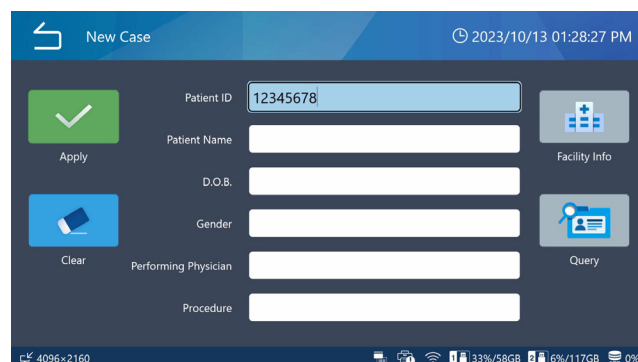 New Case
2023/10/13 01:28:27 PM
Patient ID
12345678
Patient Name
D.O.B.
Gender
Performing Physician
Procedure
Apply
Clear
Facility Info
Query
4096×2160
1 33%/58GB 2 6%/117GB 0%